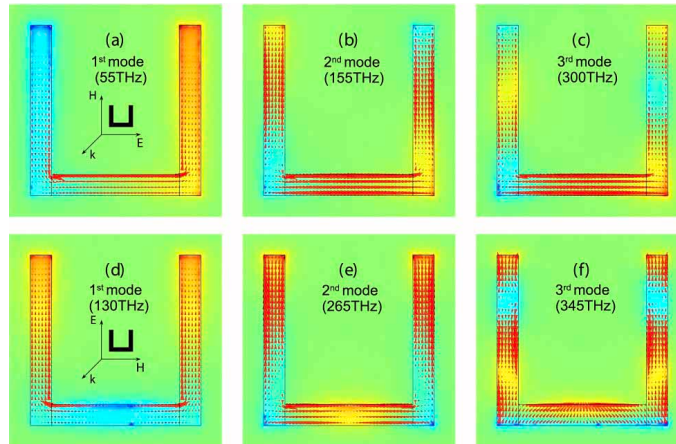 (a)
1st mode
(55THz)
H
E
k
(b)
2nd mode
(155THz)
(c)
3rd mode
(300THz)
(d)
1st mode
(130THz)
E
H
k
(e)
2nd mode
(265THz)
(f)
3rd mode
(345THz)